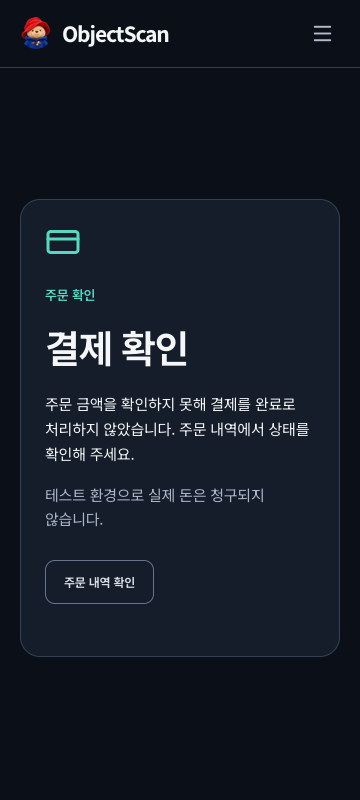 ObjectScan
주문 확인
결제 확인
주문 금액을 확인하지 못해 결제를 완료로
처리하지 않았습니다. 주문 내역에서 상태를
확인해 주세요.
테스트 환경으로 실제 돈은 청구되지
않습니다.
주문 내역 확인